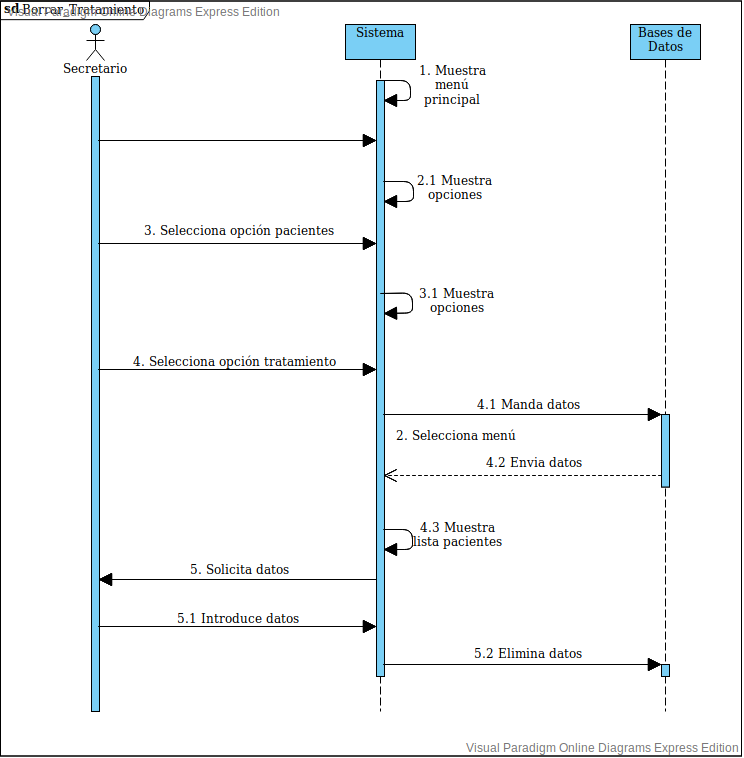 sd Borrar_Tratamiento
Visual Paradigm Online Diagrams Express Edition
Secretario
Sistema
Bases de
Datos
1. Muestra
menú
principal
2.1 Muestra
opciones
3. Selecciona opción pacientes
3.1 Muestra
opciones
4. Selecciona opción tratamiento
4.1 Manda datos
2. Selecciona menú
4.2 Envia datos
4.3 Muestra
lista pacientes
5. Solicita datos
5.1 Introduce datos
5.2 Elimina datos
Visual Paradigm Online Diagrams Express Edition